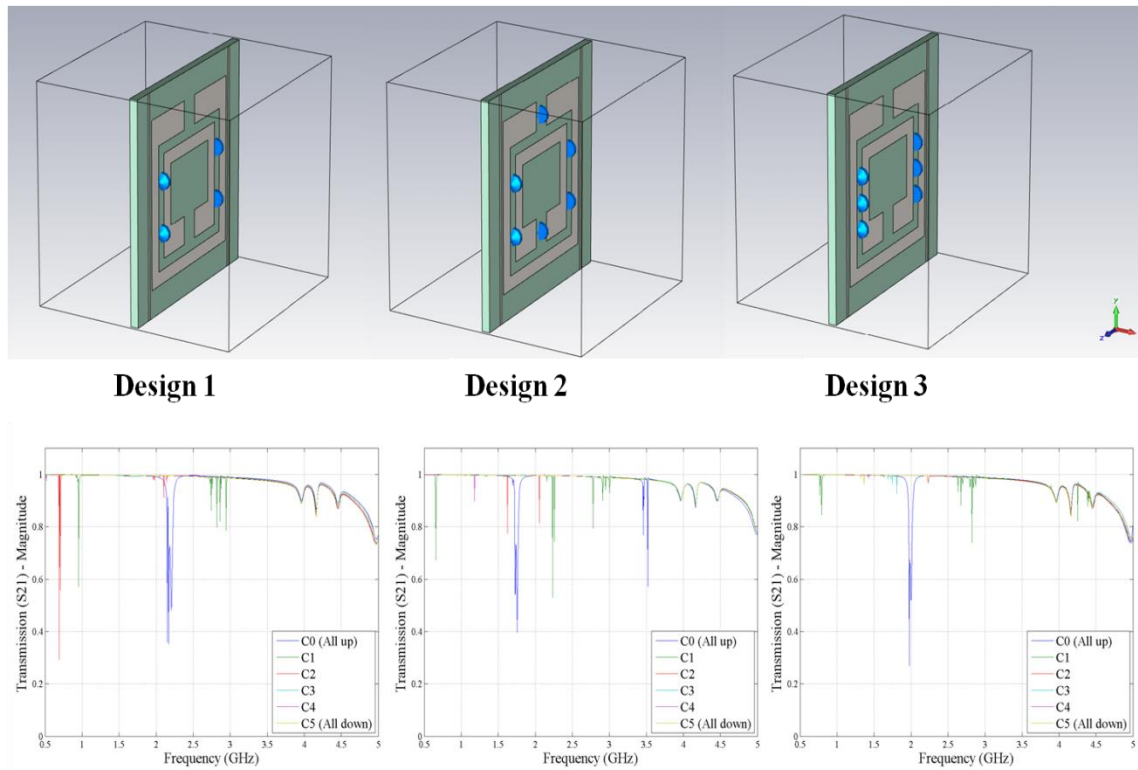 y
z
Design 1
Design 2
Design 3
Transmission (S21) - Magnitude
1
0.8
0.6
0.4
0.2
0
0.5
1
1.5
2
2.5
3
3.5
4
4.5
5
Frequency (GHz)
C0 (All up)
C1
C2
C3
C4
C5 (All down)
Transmission (S21) - Magnitude
1
0.8
0.6
0.4
0.2
0
0.5
1
1.5
2
2.5
3
3.5
4
4.5
5
Frequency (GHz)
C0 (All up)
C1
C2
C3
C4
C5 (All down)
Transmission (S21) - Magnitude
1
0.8
0.6
0.4
0.2
0
0.5
1
1.5
2
2.5
3
3.5
4
4.5
5
Frequency (GHz)
C0 (All up)
C1
C2
C3
C4
C5 (All down)